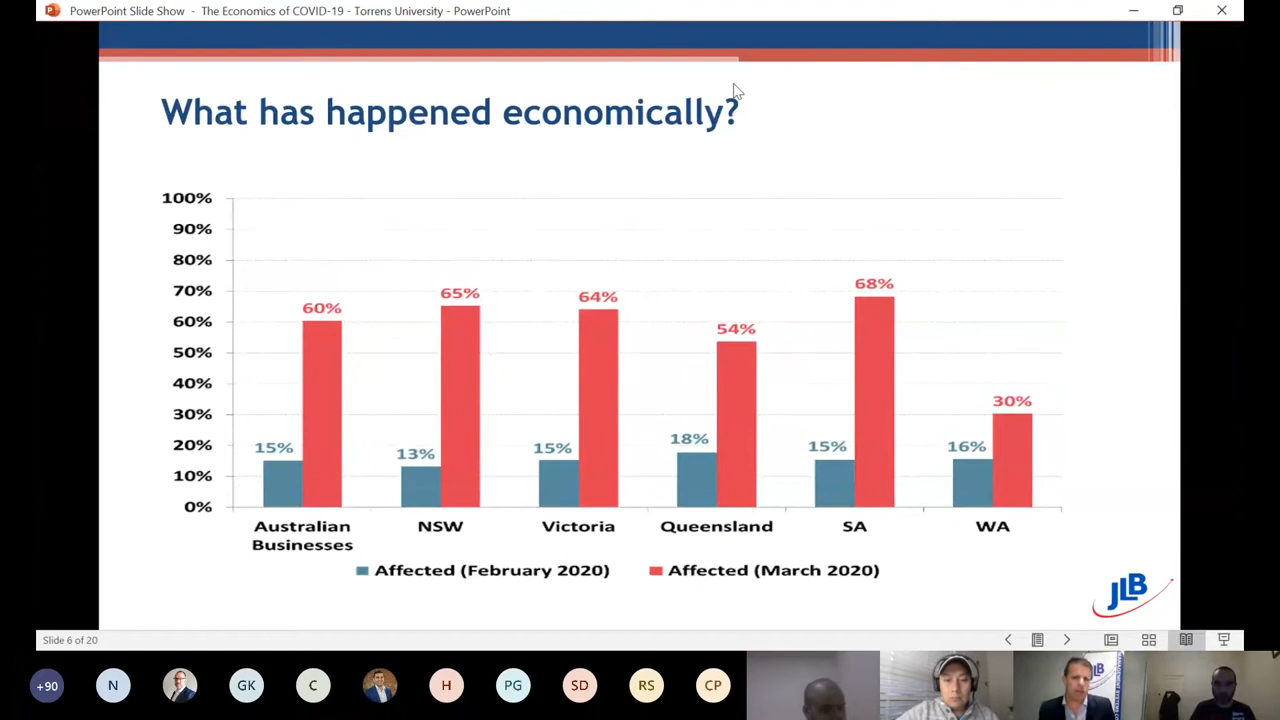 PowerPoint Slide Show - The Economics of COVID-19 - Torrens University - PowerPoint
What has happened economically?
100%
90%
80%
70%
60%
50%
40%
30%
20%
10%
0%
15%
60%
13%
65%
15%
64%
18%
54%
15%
68%
16%
30%
Australian Businesses
NSW
Victoria
Queensland
SA
WA
Affected (February 2020)
Affected (March 2020)
JLB
Slide 6 of 20
+90
N
GK
C
H
PG
SD
RS
CP
JLB